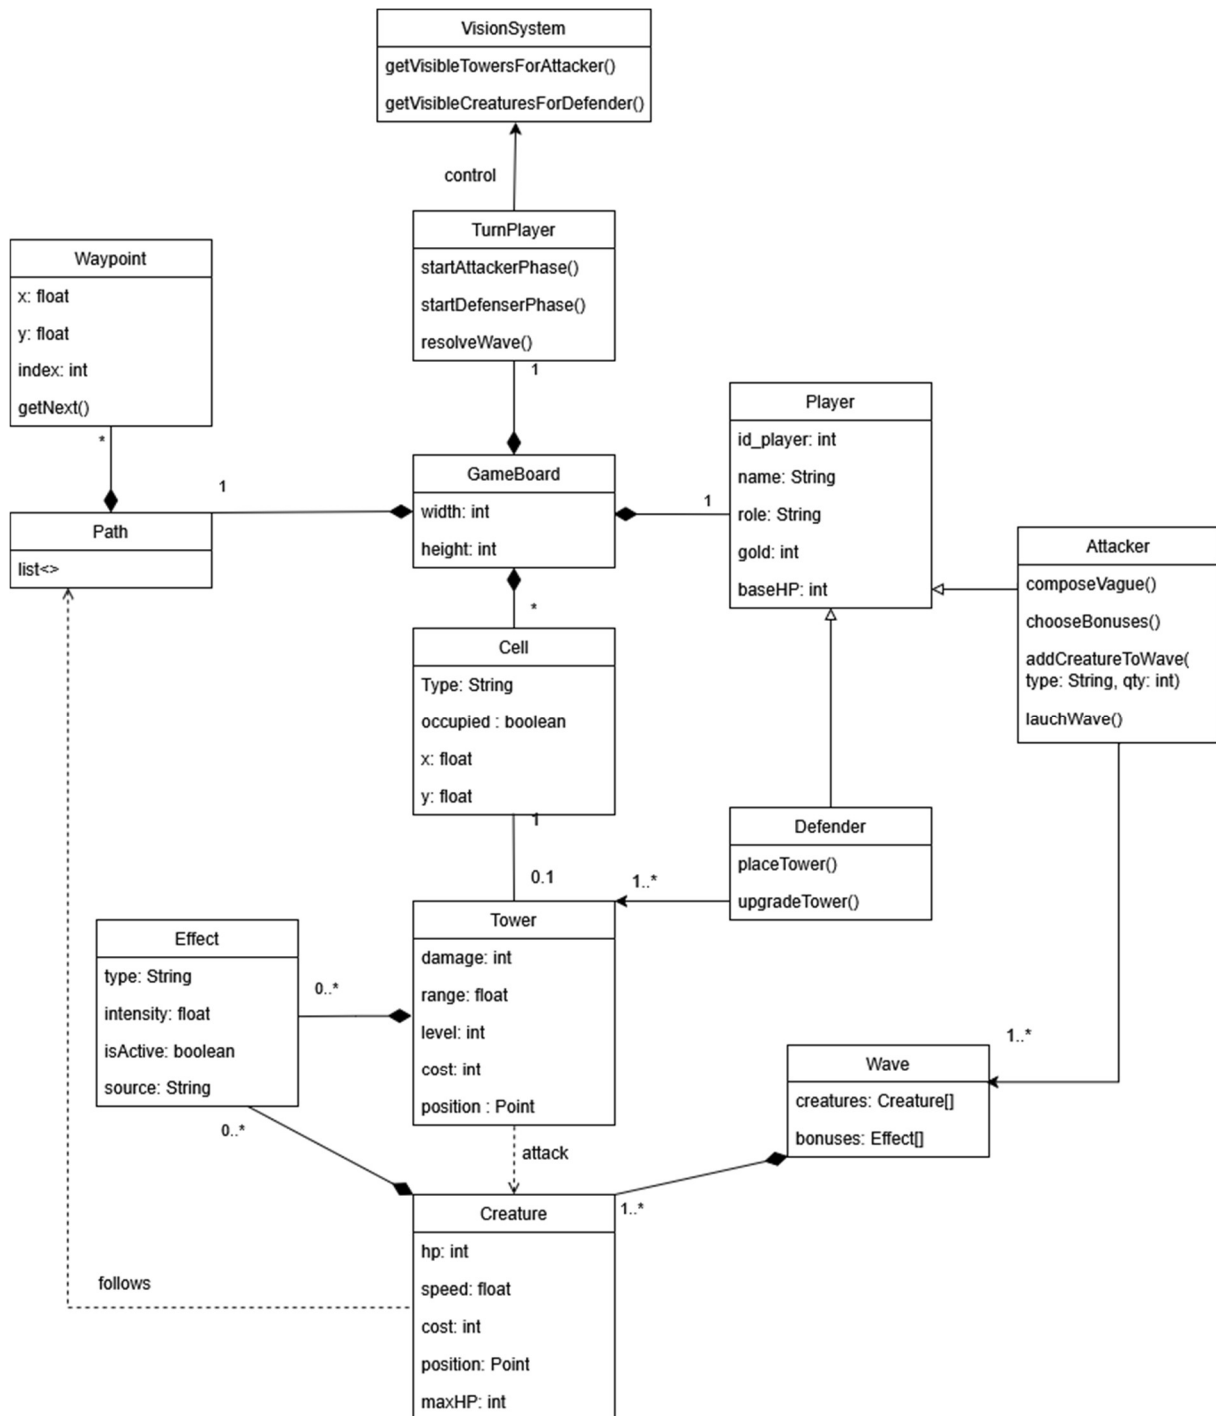 VisionSystem
getVisibleTowersForAttacker()
getVisibleCreaturesForDefender()
control
TurnPlayer
startAttackerPhase()
startDefenserPhase()
resolveWave()
1
Waypoint
x: float
y: float
index: int
getNext()
*
1
Path
list<>
GameBoard
width: int
height: int
1
*
Player
id_player: int
name: String
role: String
gold: int
baseHP: int
Attacker
composeVague()
chooseBonuses()
addCreatureToWave(
type: String, qty: int)
lauchWave()
Cell
Type: String
occupied : boolean
x: float
y: float
1
0.1
Defender
placeTower()
upgradeTower()
1..*
Tower
damage: int
range: float
level: int
cost: int
position : Point
Effect
type: String
intensity: float
isActive: boolean
source: String
0..*
0..*
attack
1..*
Wave
creatures: Creature[]
bonuses: Effect[]
1..*
Creature
hp: int
speed: float
cost: int
position: Point
maxHP: int
follows